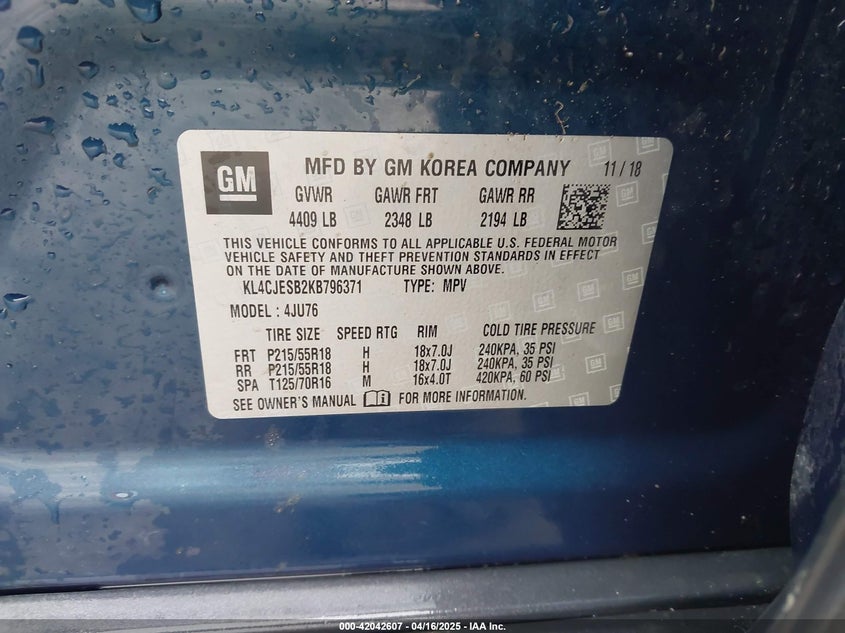 GM
MFD BY GM KOREA COMPANY 11/18
GVWR GAWR FRT GAWR RR
4409 LB 2348 LB 2194 LB
THIS VEHICLE CONFORMS TO ALL APPLICABLE U.S. FEDERAL MOTOR
VEHICLE SAFETY AND THEFT PREVENTION STANDARDS IN EFFECT
ON THE DATE OF MANUFACTURE SHOWN ABOVE.
KL4CJESB2KB796371 TYPE: MPV
MODEL : 4JU76
TIRE SIZE SPEED RTG RIM COLD TIRE PRESSURE
FRT P215/55R18 H 18x7.0J 240KPA, 35 PSI
RR P215/55R18 H 18x7.0J 240KPA, 35 PSI
SPA T125/70R16 M 16x4.0T 420KPA, 60 PSI
SEE OWNER'S MANUAL FOR MORE INFORMATION.
000-42042607 - 04/16/2025 - IAA Inc.